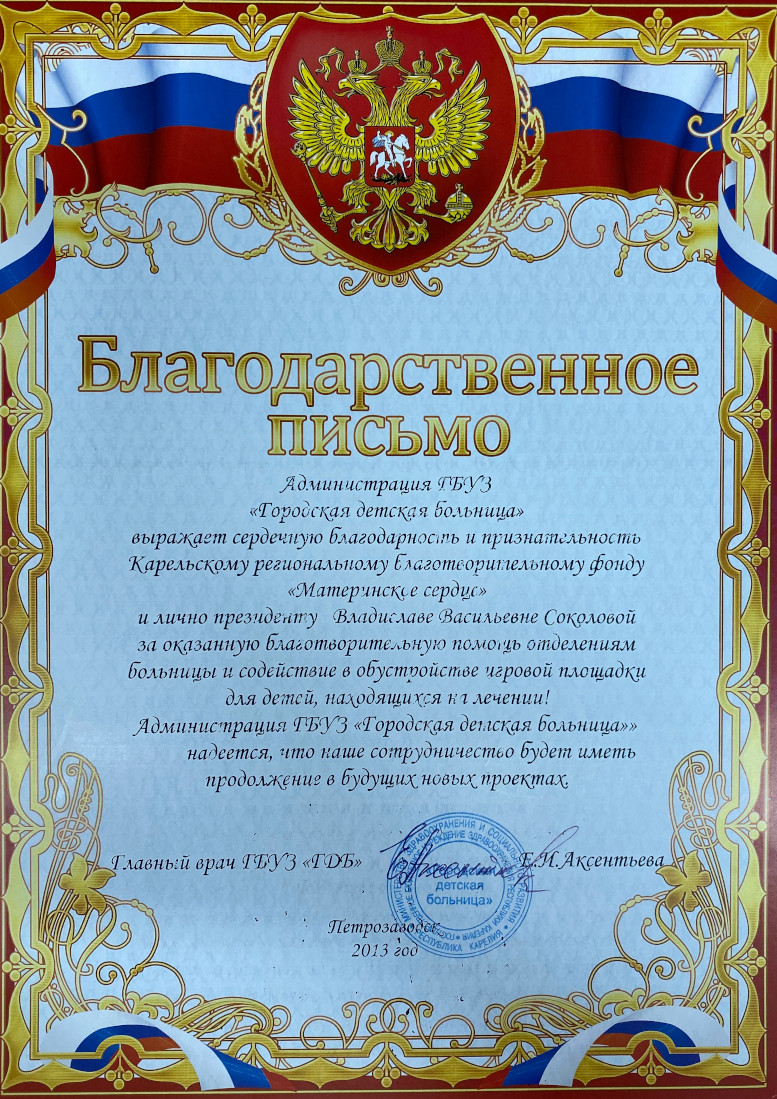 Благодарственное
письмо
Администрация ГБУЗ
«Городская детская больница»
выражает сердечную благодарность и признательность
Карельскому региональному Благотворительному фонду
«Материнское сердце»
и лично президенту Владиславе Васильевне Соколовой
за оказанную благотворительную помощь отделениям
больницы и содействие в обустройстве игровой площадки
для детей, находящихся на лечении!
Администрация ГБУЗ «Городская детская больница»»
надеется, что наше сотрудничество будет иметь
продолжение в будущих новых проектах.
Главный врач ГБУЗ «ГДБ» Е.И.Аксентьева
детская
больница»
РЕСПУБЛИКА КАРЕЛИЯ
Петрозаводск
2013 год